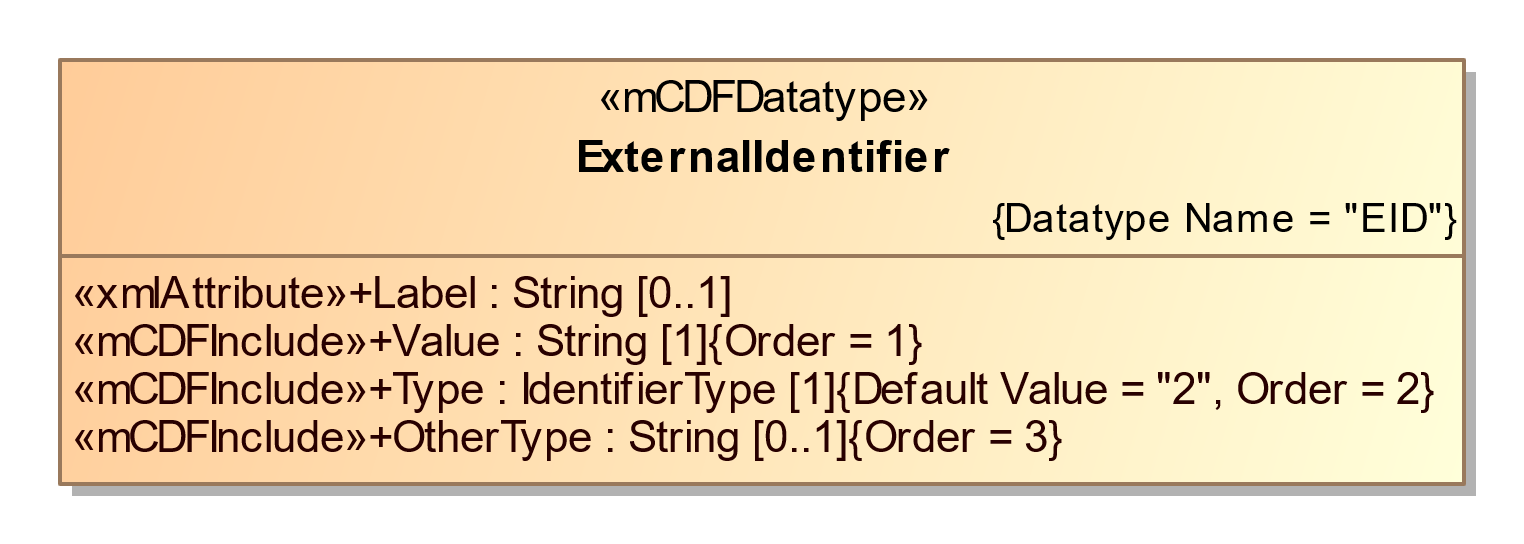 «mCDFDatatype»
ExternalIdentifier
{Datatype Name = "EID"}
«xmlAttribute»+Label : String [0..1]
«mCDFInclude»+Value : String [1]{Order = 1}
«mCDFInclude»+Type : IdentifierType [1]{Default Value = "2", Order = 2}
«mCDFInclude»+OtherType : String [0..1]{Order = 3}